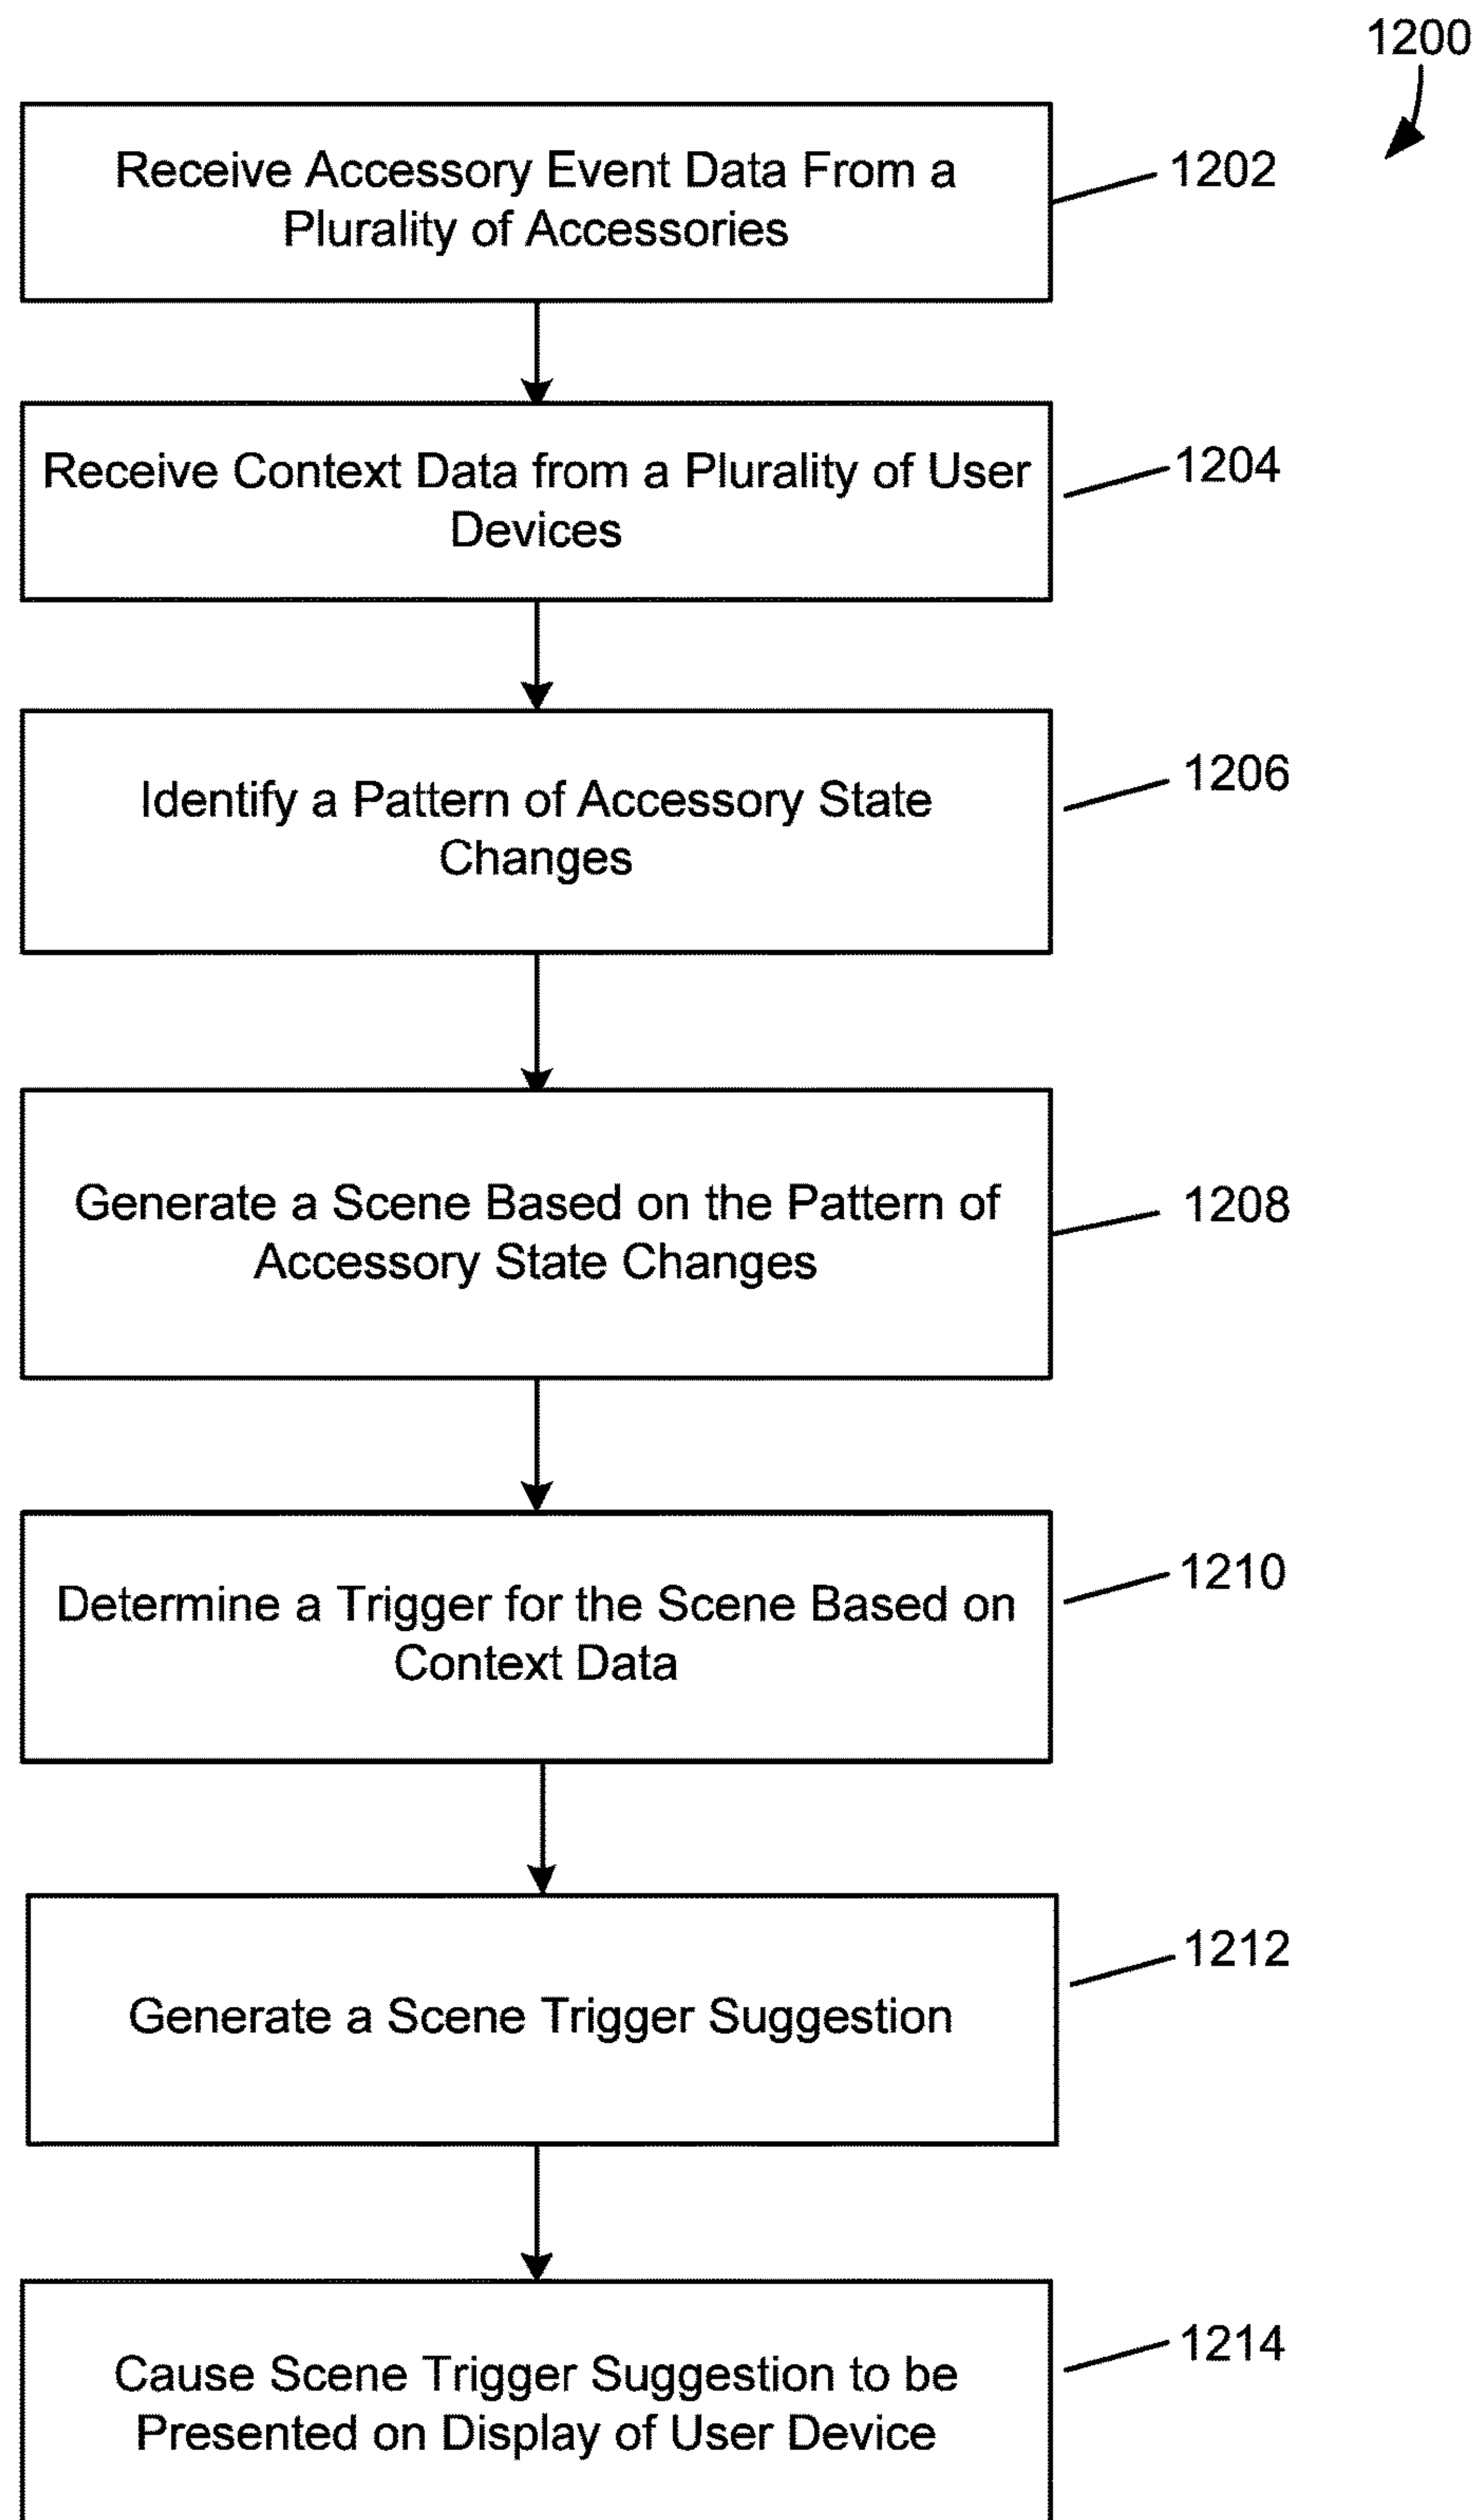 1200
Receive Accessory Event Data From a
Plurality of Accessories
1202
Receive Context Data from a Plurality of User
Devices
1204
Identify a Pattern of Accessory State
Changes
1206
Generate a Scene Based on the Pattern of
Accessory State Changes
1208
Determine a Trigger for the Scene Based on
Context Data
1210
Generate a Scene Trigger Suggestion
1212
Cause Scene Trigger Suggestion to be
Presented on Display of User Device
1214